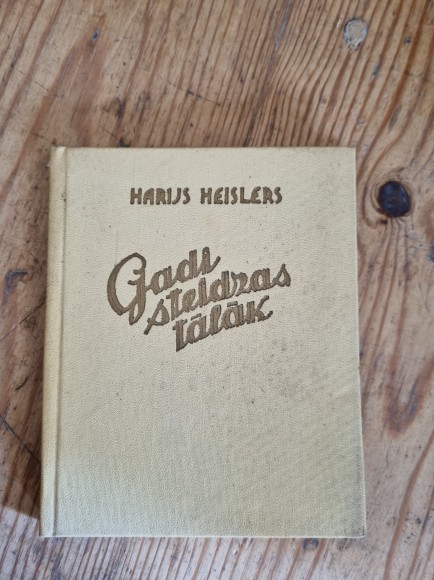 HARIJS HEISLERS
Gadi
steidzas
tālāk